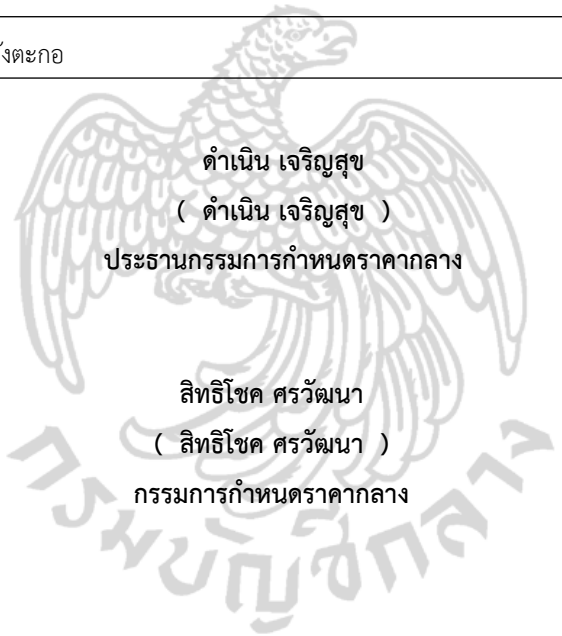 ังตะกอ
ดำเนิน เจริญสุข
( ดำเนิน เจริญสุข )
ประธานกรรมการกำหนดราคากลาง
สิทธิโชค ศรวัฒนา
( สิทธิโชค ศรวัฒนา )
กรรมการกำหนดราคากลาง
กรมบัญชีกลาง